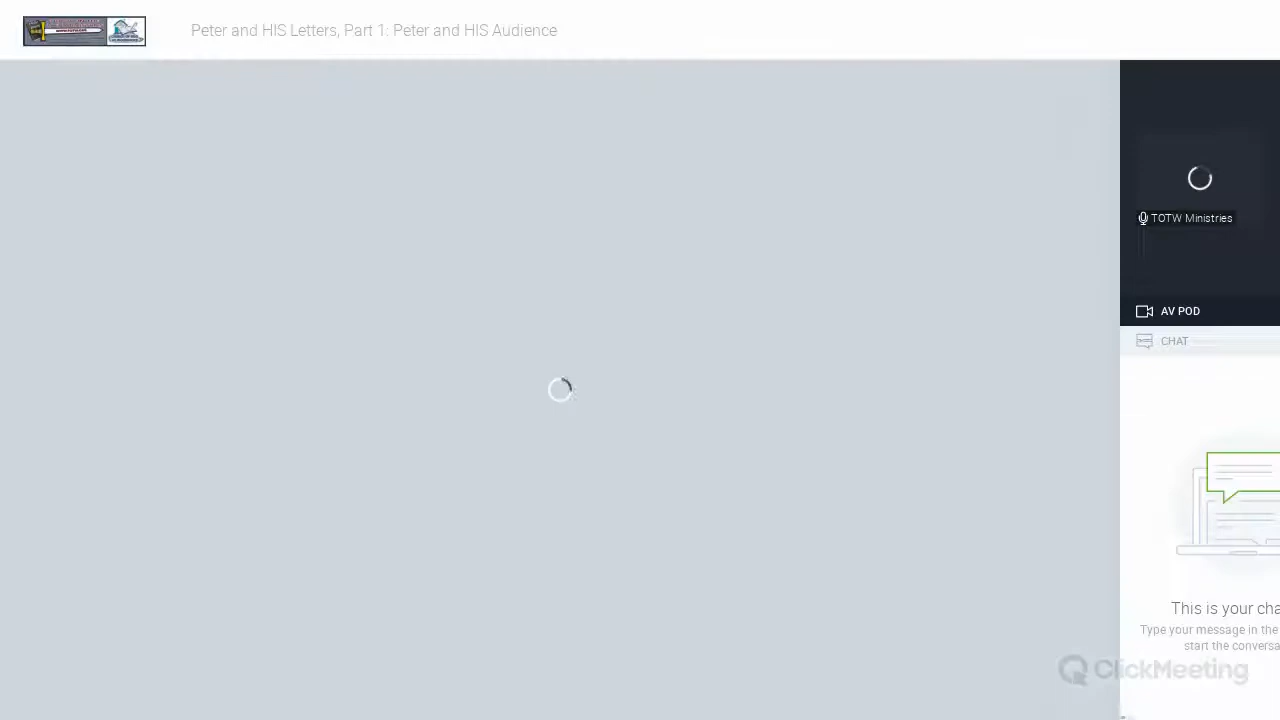 Peter and HIS Letters, Part 1: Peter and HIS Audience
TOTW Ministries
AV POD
CHAT
This is your cha
Type your message in the
start the conversa
ClickMeeting